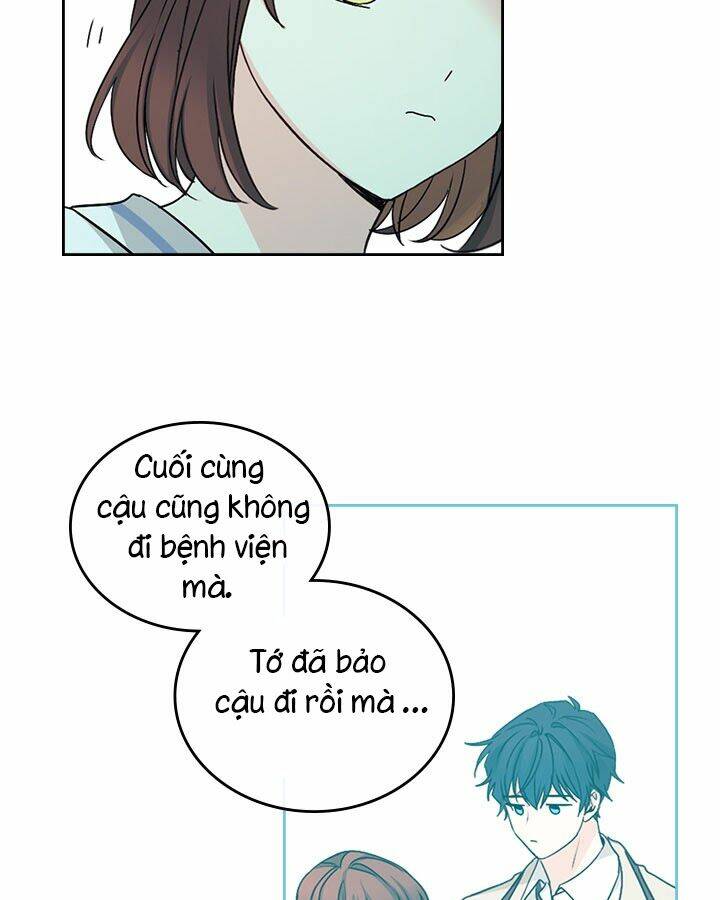 Cuối cùng
cậu cũng không
đi bệnh viện
mà.
Tớ đã bảo
cậu đi rồi mà ...